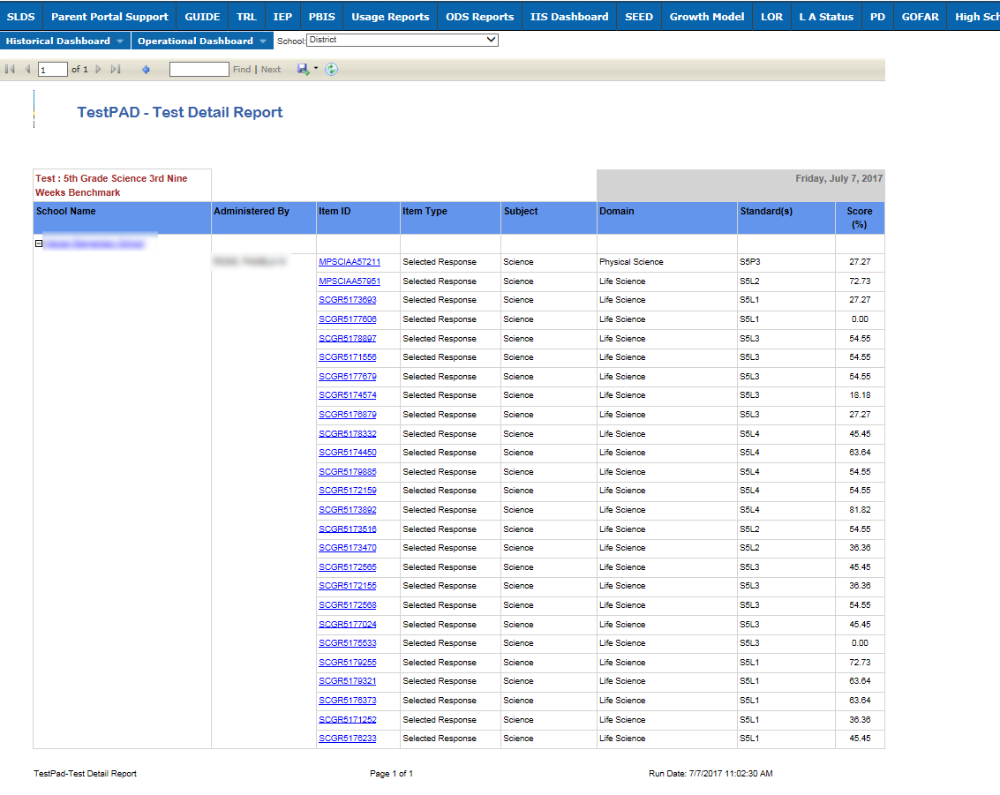 SLDS Parent Portal Support GUIDE TRL IEP PBIS Usage Reports ODS Reports IIS Dashboard SEED Growth Model LOR L A Status PD GOFAR High Sch
Historical Dashboard Operational Dashboard School: District
1 of 1 Find | Next
TestPAD - Test Detail Report
Test : 5th Grade Science 3rd Nine
Weeks Benchmark
Friday, July 7, 2017
School Name Administered By Item ID Item Type Subject Domain Standard(s) Score
(%)
MPSCIAA57211 Selected Response Science Physical Science S5P3 27.27
MPSCIAA57951 Selected Response Science Life Science S5L2 72.73
SCGR5173693 Selected Response Science Life Science S5L1 27.27
SCGR5177606 Selected Response Science Life Science S5L1 0.00
SCGR5178897 Selected Response Science Life Science S5L3 54.55
SCGR5171556 Selected Response Science Life Science S5L3 54.55
SCGR5177679 Selected Response Science Life Science S5L3 54.55
SCGR5174574 Selected Response Science Life Science S5L3 18.18
SCGR5176879 Selected Response Science Life Science S5L3 27.27
SCGR5178332 Selected Response Science Life Science S5L4 45.45
SCGR5174450 Selected Response Science Life Science S5L4 63.64
SCGR5179885 Selected Response Science Life Science S5L4 54.55
SCGR5172159 Selected Response Science Life Science S5L4 54.55
SCGR5173892 Selected Response Science Life Science S5L4 81.82
SCGR5173516 Selected Response Science Life Science S5L2 54.55
SCGR5173470 Selected Response Science Life Science S5L2 36.36
SCGR5172565 Selected Response Science Life Science S5L3 45.45
SCGR5172155 Selected Response Science Life Science S5L3 36.36
SCGR5172568 Selected Response Science Life Science S5L3 54.55
SCGR5177024 Selected Response Science Life Science S5L3 45.45
SCGR5175533 Selected Response Science Life Science S5L3 0.00
SCGR5179255 Selected Response Science Life Science S5L1 72.73
SCGR5179321 Selected Response Science Life Science S5L1 63.64
SCGR5176373 Selected Response Science Life Science S5L1 63.64
SCGR5171252 Selected Response Science Life Science S5L1 36.36
SCGR5176233 Selected Response Science Life Science S5L1 45.45
TestPad-Test Detail Report Page 1 of 1 Run Date: 7/7/2017 11:02:30 AM